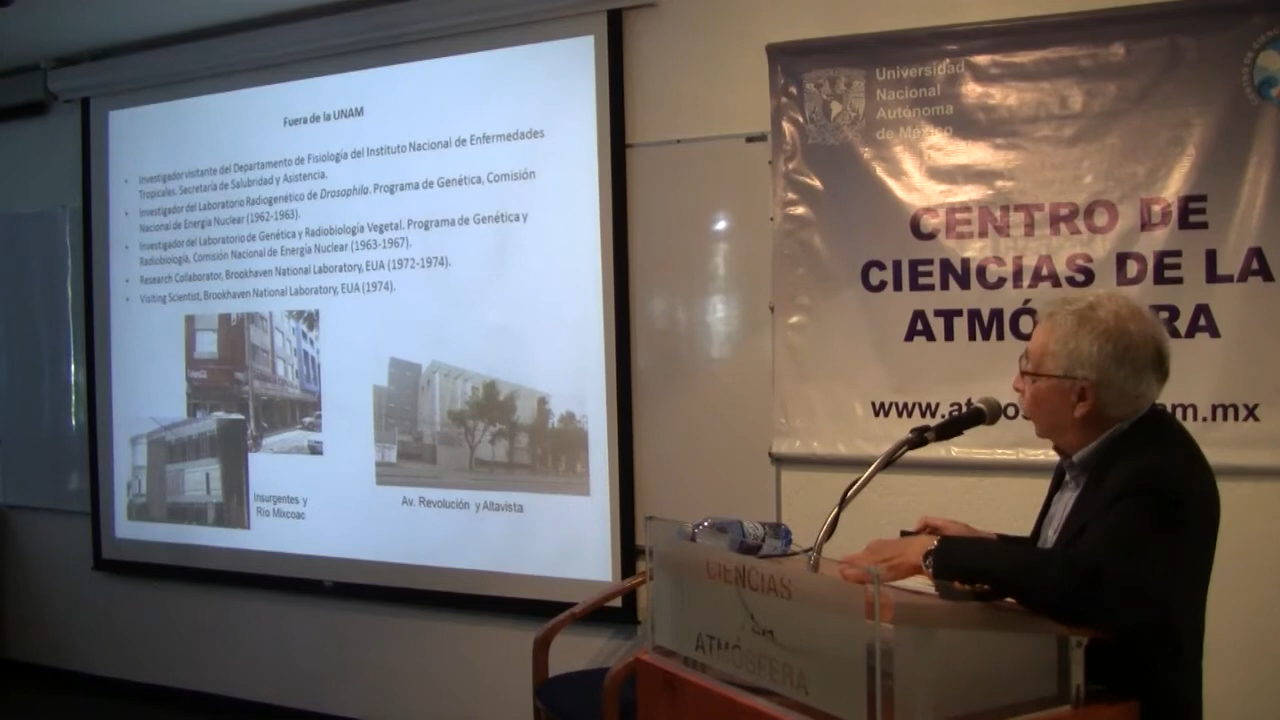 Fuera de la UNAM
• Investigador visitante del Departamento de Fisiología del Instituto Nacional de Enfermedades
Tropicales. Secretaría de Salubridad y Asistencia.
• Investigador del Laboratorio Radiogenético de Drosophila. Programa de Genética, Comisión
Nacional de Energía Nuclear (1962-1963).
• Investigador del Laboratorio de Genética y Radiobiología Vegetal. Programa de Genética y
Radiobiología, Comisión Nacional de Energía Nuclear (1963-1967).
• Research Collaborator, Brookhaven National Laboratory, EUA (1972-1974).
• Visiting Scientist, Brookhaven National Laboratory, EUA (1974).
Insurgentes y
Río Mixcoac
Av. Revolución y Altavista
Universidad
Nacional
Autónoma
de México
CENTRO DE
CIENCIAS DE LA
ATMÓ RA
www.at m.mx
CIENCIAS
ATMÓSFERA